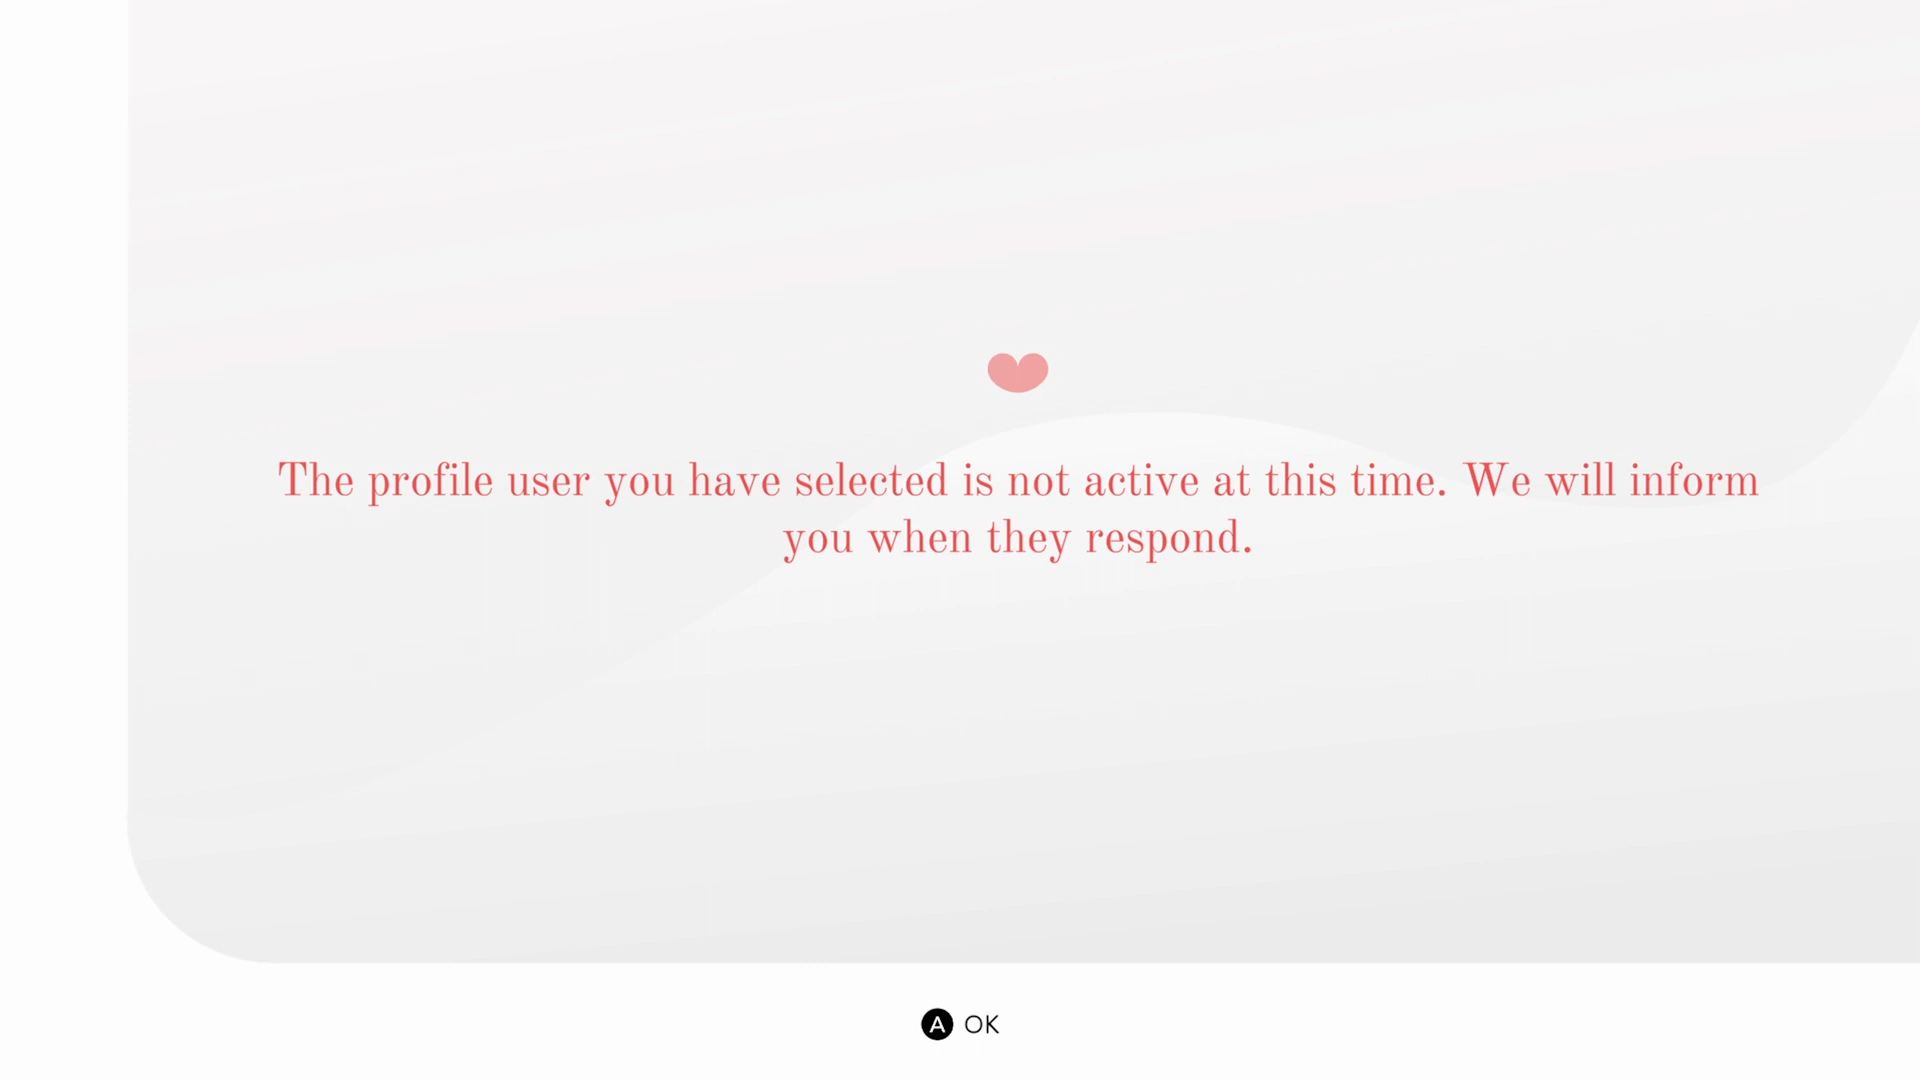 The profile user you have selected is not active at this time. We will inform
you when they respond.
A OK